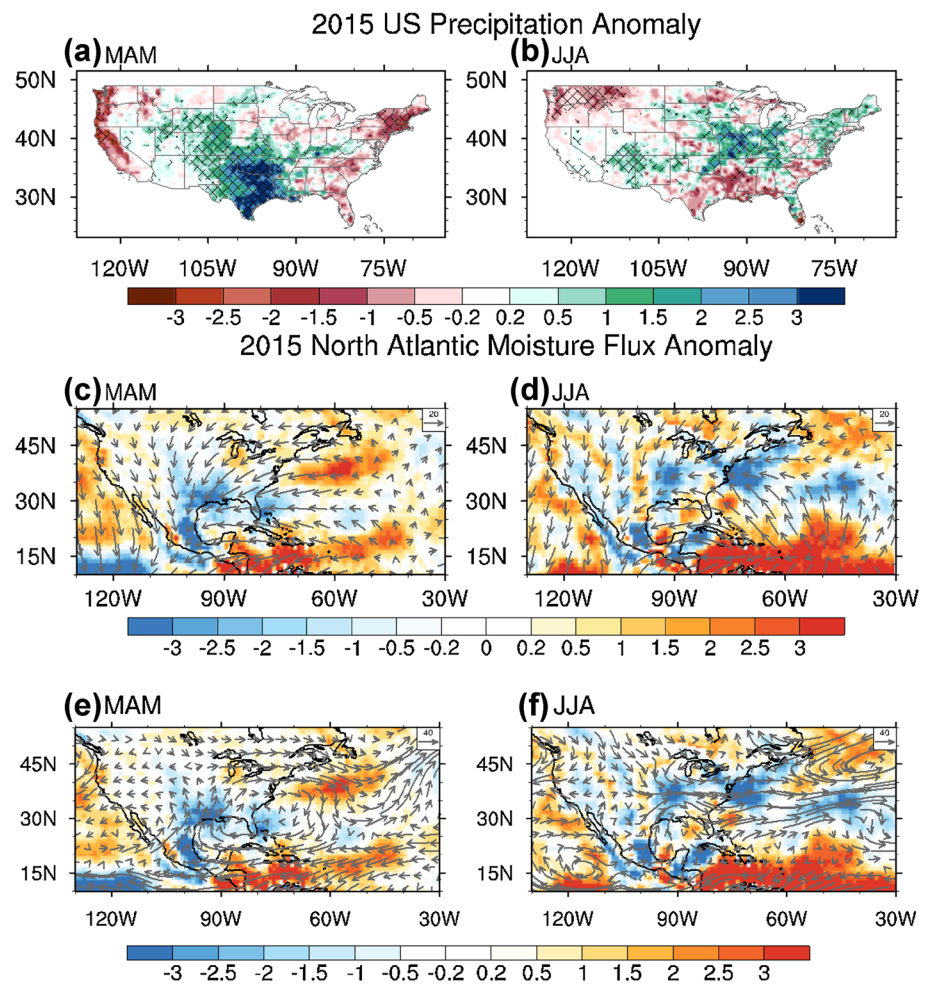 2015 US Precipitation Anomaly
(a) MAM (b) JJA
50N 50N
40N 40N
30N 30N
120W 105W 90W 75W 120W 105W 90W 75W
-3 -2.5 -2 -1.5 -1 -0.5 -0.2 0.2 0.5 1 1.5 2 2.5 3
2015 North Atlantic Moisture Flux Anomaly
(c) MAM (d) JJA
20 20
45N 45N
30N 30N
15N 15N
120W 90W 60W 30W 120W 90W 60W 30W
-3 -2.5 -2 -1.5 -1 -0.5 -0.2 0 0.2 0.5 1 1.5 2 2.5 3
(e) MAM (f) JJA
40 40
45N 45N
30N 30N
15N 15N
120W 90W 60W 30W 120W 90W 60W 30W
-3 -2.5 -2 -1.5 -1 -0.5 -0.2 0.2 0.5 1 1.5 2 2.5 3